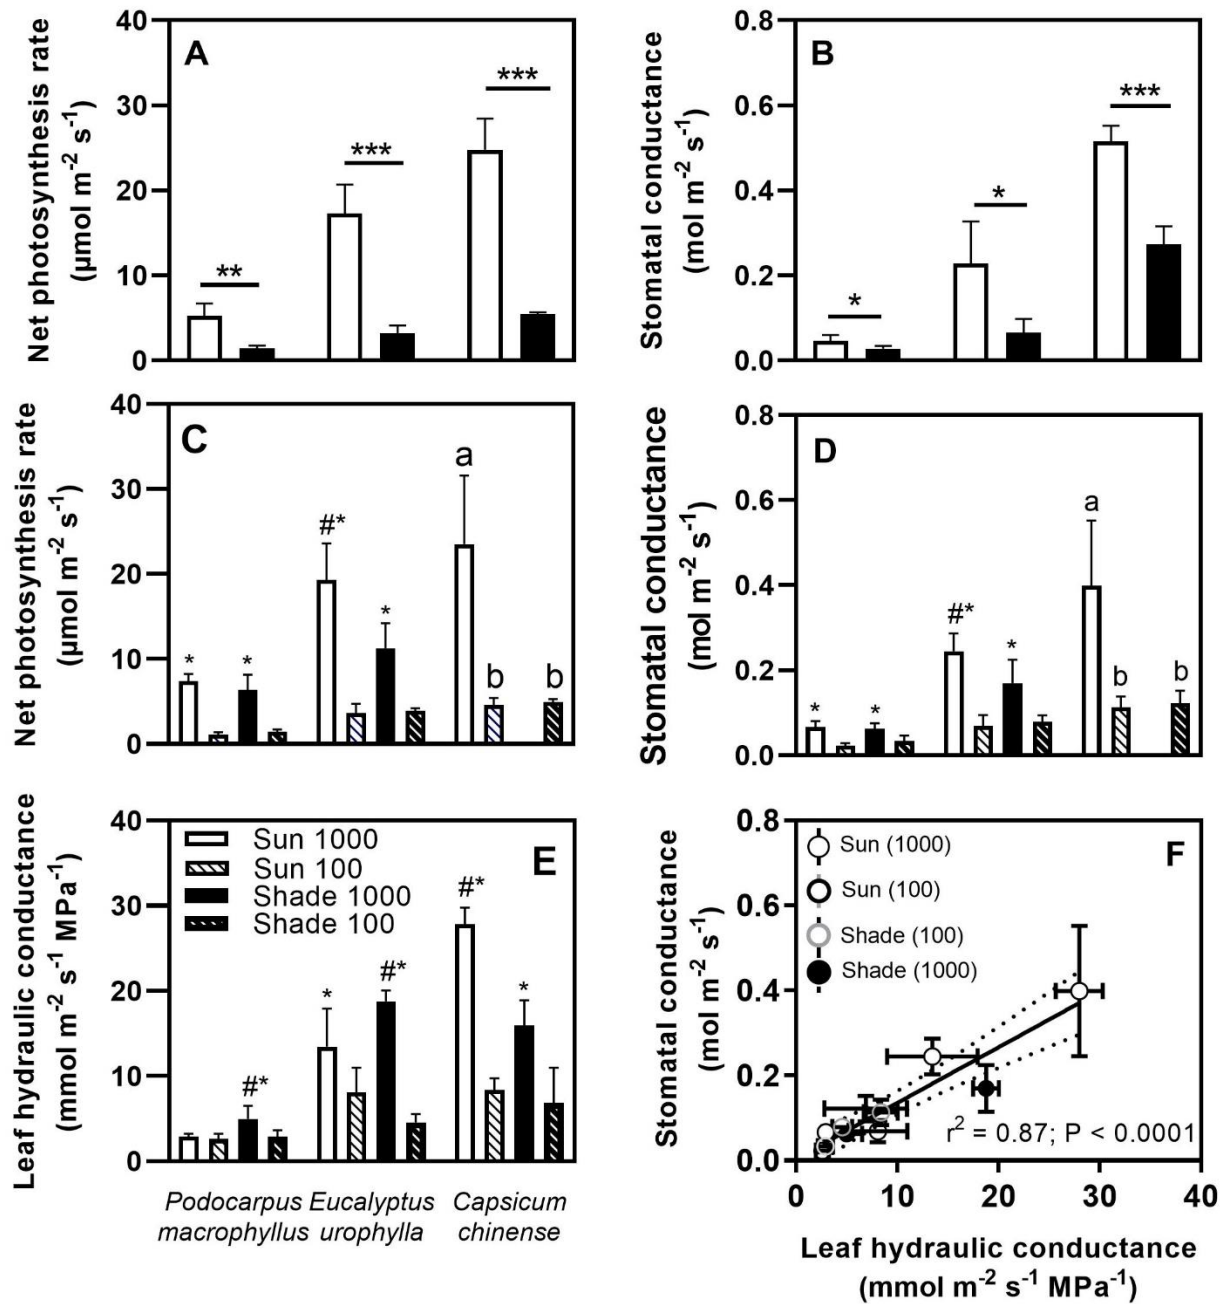 A
Net photosynthesis rate
(µmol m-2 s-1)
40
30
20
10
0
**
***
***
B
Stomatal conductance
(mol m-2 s-1)
0.8
0.6
0.4
0.2
0.0
*
*
***
C
Net photosynthesis rate
(µmol m-2 s-1)
40
30
20
10
0
*
*
#*
*
a
b
b
D
Stomatal conductance
(mol m-2 s-1)
0.8
0.6
0.4
0.2
0.0
*
*
#*
*
a
b
b
E
Leaf hydraulic conductance
(mmol m-2 s-1 MPa-1)
40
30
20
10
0
Sun 1000
Sun 100
Shade 1000
Shade 100
#*
*
#*
#*
*
Podocarpus
macrophyllus
Eucalyptus
urophylla
Capsicum
chinense
F
Stomatal conductance
(mol m-2 s-1)
0.8
0.6
0.4
0.2
0.0
Sun (1000)
Sun (100)
Shade (100)
Shade (1000)
r2 = 0.87; P < 0.0001
0 10 20 30 40
Leaf hydraulic conductance
(mmol m-2 s-1 MPa-1)